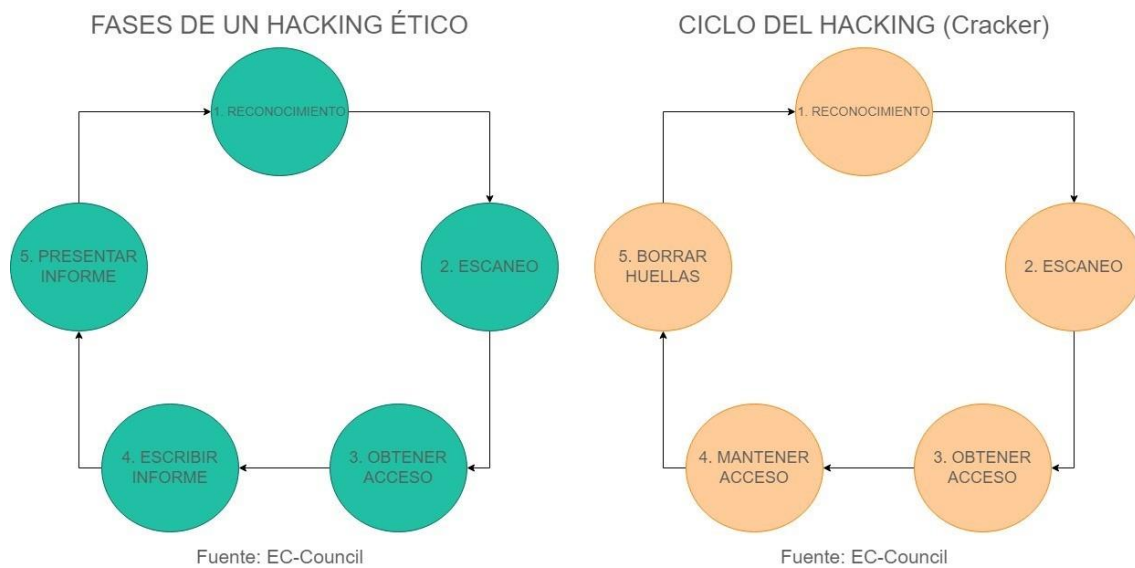 FASES DE UN HACKING ÉTICO
1. RECONOCIMIENTO
2. ESCANEO
3. OBTENER
ACCESO
4. ESCRIBIR
INFORME
5. PRESENTAR
INFORME
Fuente: EC-Council
CICLO DEL HACKING (Cracker)
1. RECONOCIMIENTO
2. ESCANEO
3. OBTENER
ACCESO
4. MANTENER
ACCESO
5. BORRAR
HUELLAS
Fuente: EC-Council